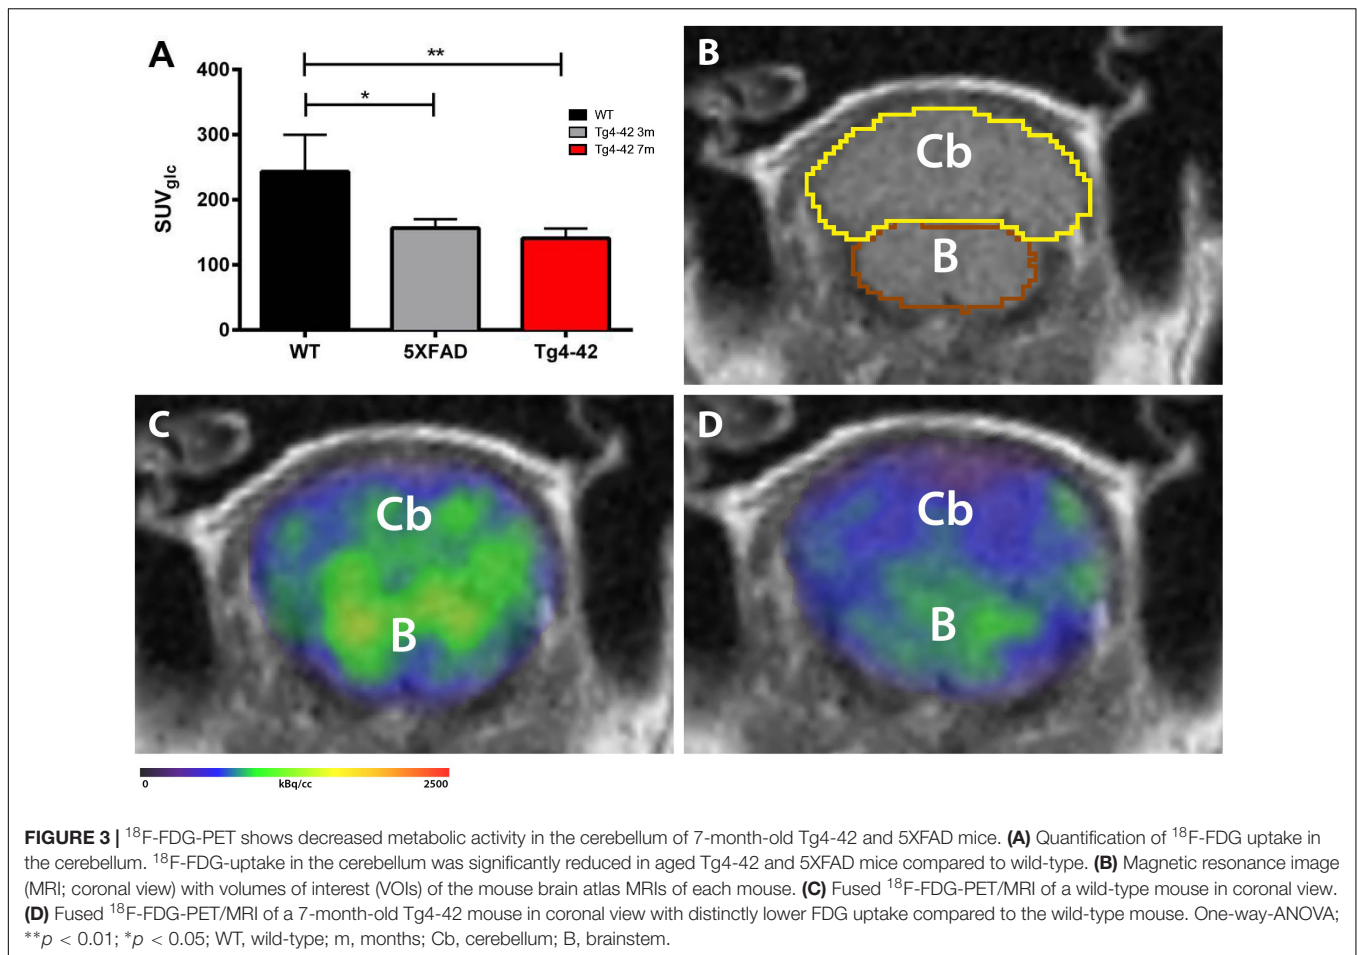 A
**
*
400
300
200
100
0
SUVglc
WT
Tg4-42 3m
Tg4-42 7m
WT 5XFAD Tg4-42
B
Cb
B
C
Cb
B
D
Cb
B
0 kBq/cc 2500
FIGURE 3 | 18F-FDG-PET shows decreased metabolic activity in the cerebellum of 7-month-old Tg4-42 and 5XFAD mice. (A) Quantification of 18F-FDG uptake in
the cerebellum. 18F-FDG-uptake in the cerebellum was significantly reduced in aged Tg4-42 and 5XFAD mice compared to wild-type. (B) Magnetic resonance image
(MRI; coronal view) with volumes of interest (VOIs) of the mouse brain atlas MRIs of each mouse. (C) Fused 18F-FDG-PET/MRI of a wild-type mouse in coronal view.
(D) Fused 18F-FDG-PET/MRI of a 7-month-old Tg4-42 mouse in coronal view with distinctly lower FDG uptake compared to the wild-type mouse. One-way-ANOVA;
**p < 0.01; *p < 0.05; WT, wild-type; m, months; Cb, cerebellum; B, brainstem.